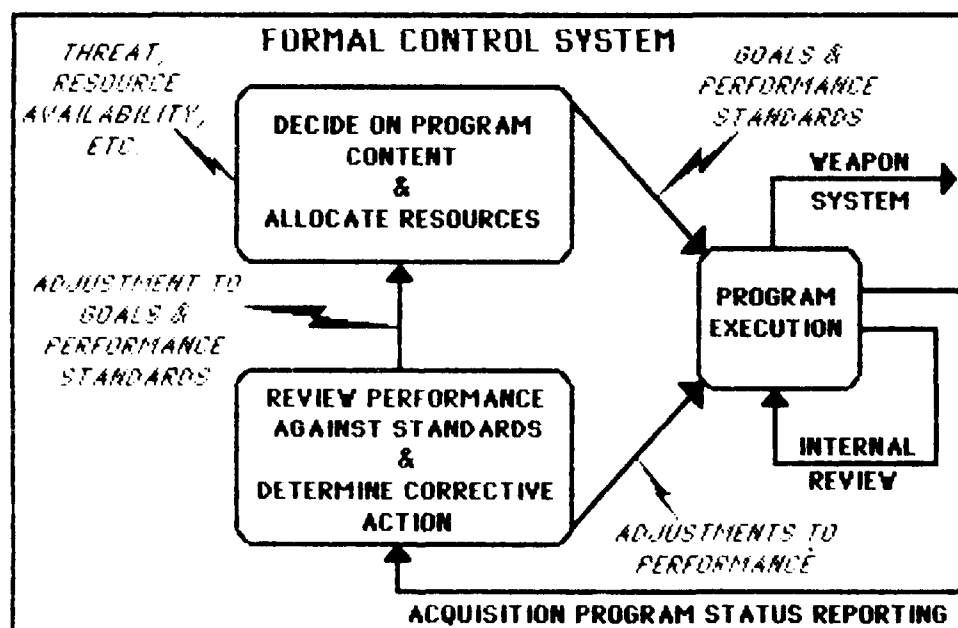 FORMAL CONTROL SYSTEM
THREAT,
RESOURCE
AVAILABILITY,
ETC.
DECIDE ON PROGRAM
CONTENT
&
ALLOCATE RESOURCES
GOALS &
PERFORMANCE
STANDARDS
WEAPON
SYSTEM
PROGRAM
EXECUTION
ADJUSTMENT TO
GOALS &
PERFORMANCE
STANDARDS
REVIEW PERFORMANCE
AGAINST STANDARDS
&
DETERMINE CORRECTIVE
ACTION
INTERNAL
REVIEW
ADJUSTMENTS TO
PERFORMANCE
ACQUISITION PROGRAM STATUS REPORTING